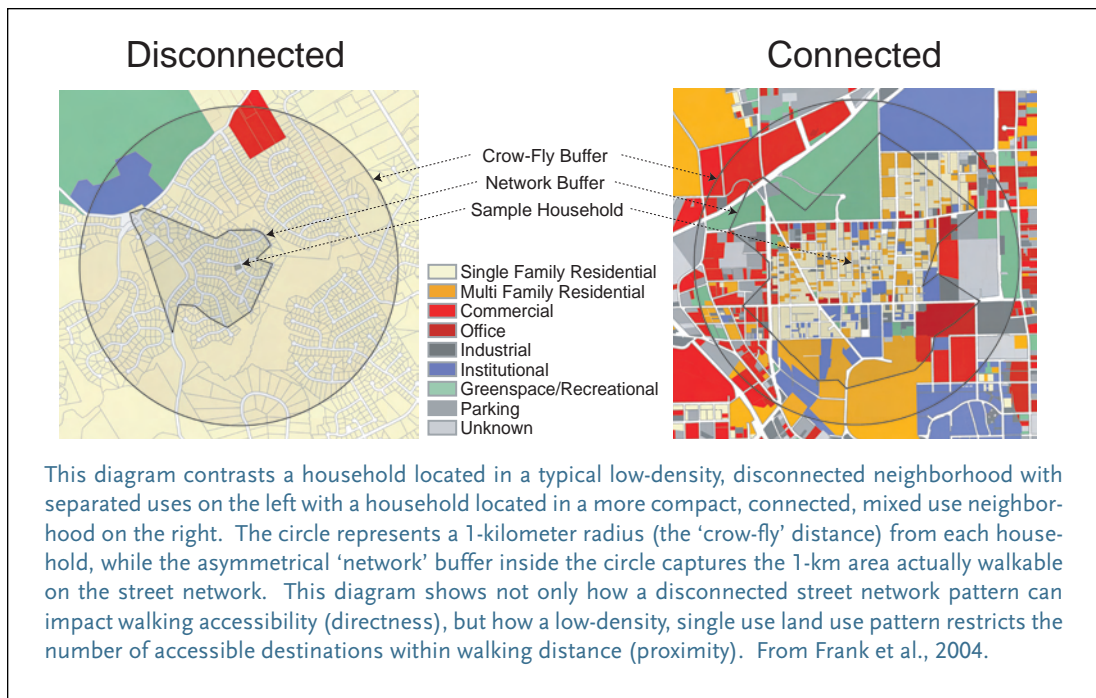 Disconnected
Connected
Crow-Fly Buffer
Network Buffer
Sample Household
Single Family Residential
Multi Family Residential
Commercial
Office
Industrial
Institutional
Greenspace/Recreational
Parking
Unknown
This diagram contrasts a household located in a typical low-density, disconnected neighborhood with
separated uses on the left with a household located in a more compact, connected, mixed use neighbor-
hood on the right. The circle represents a 1-kilometer radius (the ‘crow-fly’ distance) from each house-
hold, while the asymmetrical ‘network’ buffer inside the circle captures the 1-km area actually walkable
on the street network. This diagram shows not only how a disconnected street network pattern can
impact walking accessibility (directness), but how a low-density, single use land use pattern restricts the
number of accessible destinations within walking distance (proximity). From Frank et al., 2004.